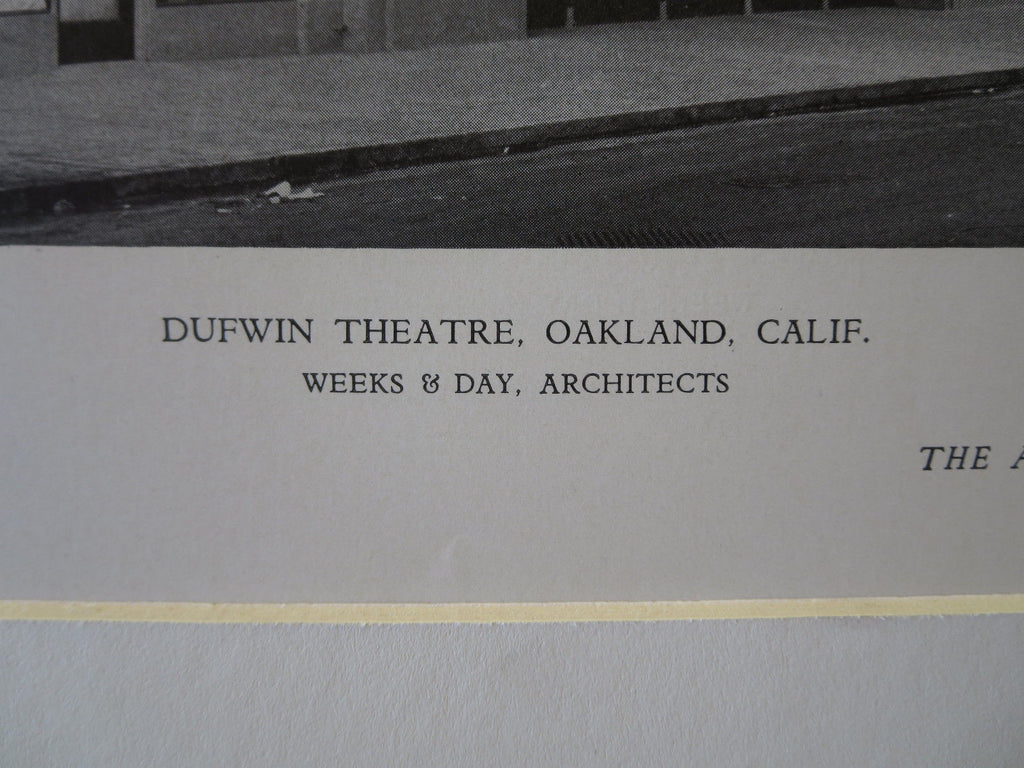 DUFWIN THEATRE, OAKLAND, CALIF.
WEEKS & DAY, ARCHITECTS
THE